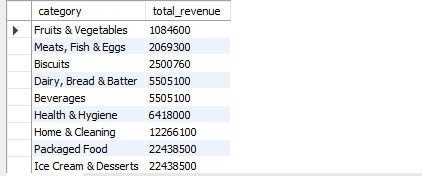 category total_revenue
Fruits & Vegetables 1084600
Meats, Fish & Eggs 2069300
Biscuits 2500760
Dairy, Bread & Batter 5505100
Beverages 5505100
Health & Hygiene 6418000
Home & Cleaning 12266100
Packaged Food 22438500
Ice Cream & Desserts 22438500